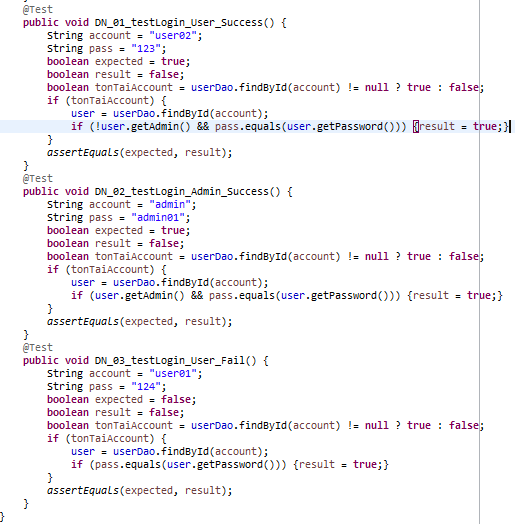 @Test
public void DN_01_testLogin_User_Success() {
String account = "user02";
String pass = "123";
boolean expected = true;
boolean result = false;
boolean tonTaiAccount = userDao.findById(account) != null ? true : false;
if (tonTaiAccount) {
user = userDao.findById(account);
if (!user.getAdmin() && pass.equals(user.getPassword())) {result = true;}
}
assertEquals(expected, result);
}
@Test
public void DN_02_testLogin_Admin_Success() {
String account = "admin";
String pass = "admin01";
boolean expected = true;
boolean result = false;
boolean tonTaiAccount = userDao.findById(account) != null ? true : false;
if (tonTaiAccount) {
user = userDao.findById(account);
if (user.getAdmin() && pass.equals(user.getPassword())) {result = true;}
}
assertEquals(expected, result);
}
@Test
public void DN_03_testLogin_User_Fail() {
String account = "user01";
String pass = "124";
boolean expected = false;
boolean result = false;
boolean tonTaiAccount = userDao.findById(account) != null ? true : false;
if (tonTaiAccount) {
user = userDao.findById(account);
if (pass.equals(user.getPassword())) {result = true;}
}
assertEquals(expected, result);
}
}